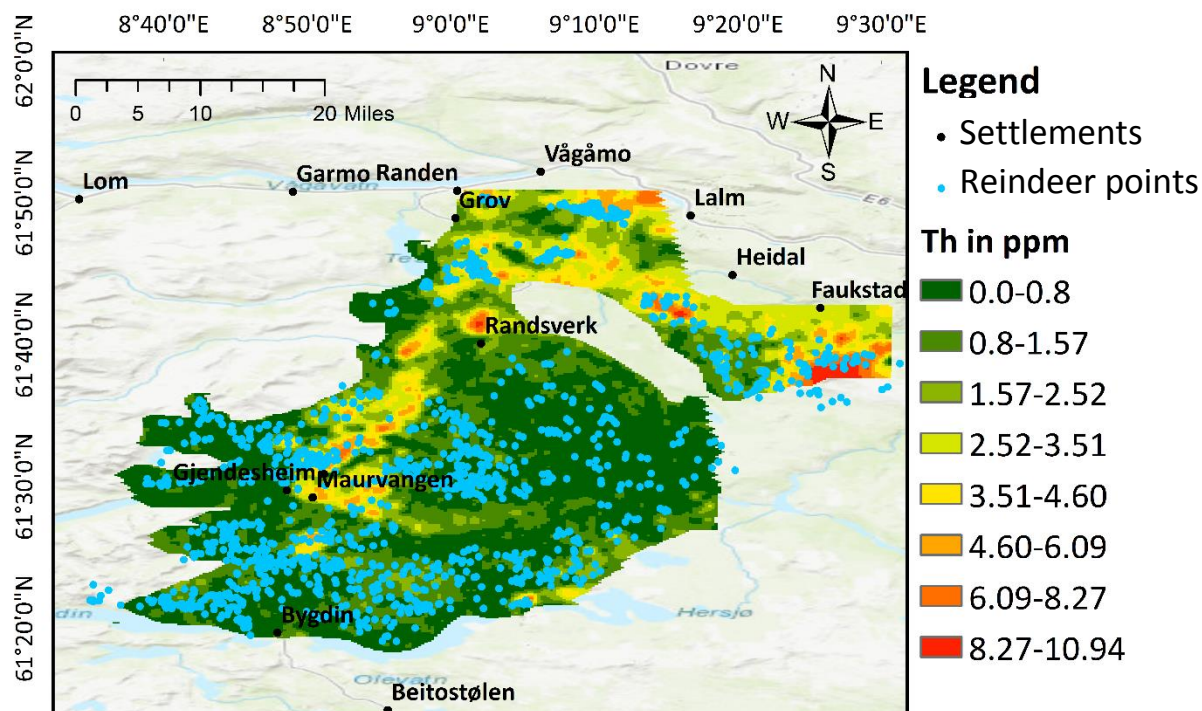 8°40'0"E 8°50'0"E 9°0'0"E 9°10'0"E 9°20'0"E 9°30'0"E
62°0'0"N
61°50'0"N
61°40'0"N
61°30'0"N
61°20'0"N
0 5 10 20 Miles
Dovre
N
W E
S
Vågåmo
Lom
Garmo Randen
Vågåvatn
Grov
Lalm
E6
Te
Heidal
Faukstad
Randsverk
Gjendesheim
Maurvangen
Bygdin
din
Hersjø
Olevatn
Beitostølen
Legend
Settlements
Reindeer points
Th in ppm
0.0-0.8
0.8-1.57
1.57-2.52
2.52-3.51
3.51-4.60
4.60-6.09
6.09-8.27
8.27-10.94